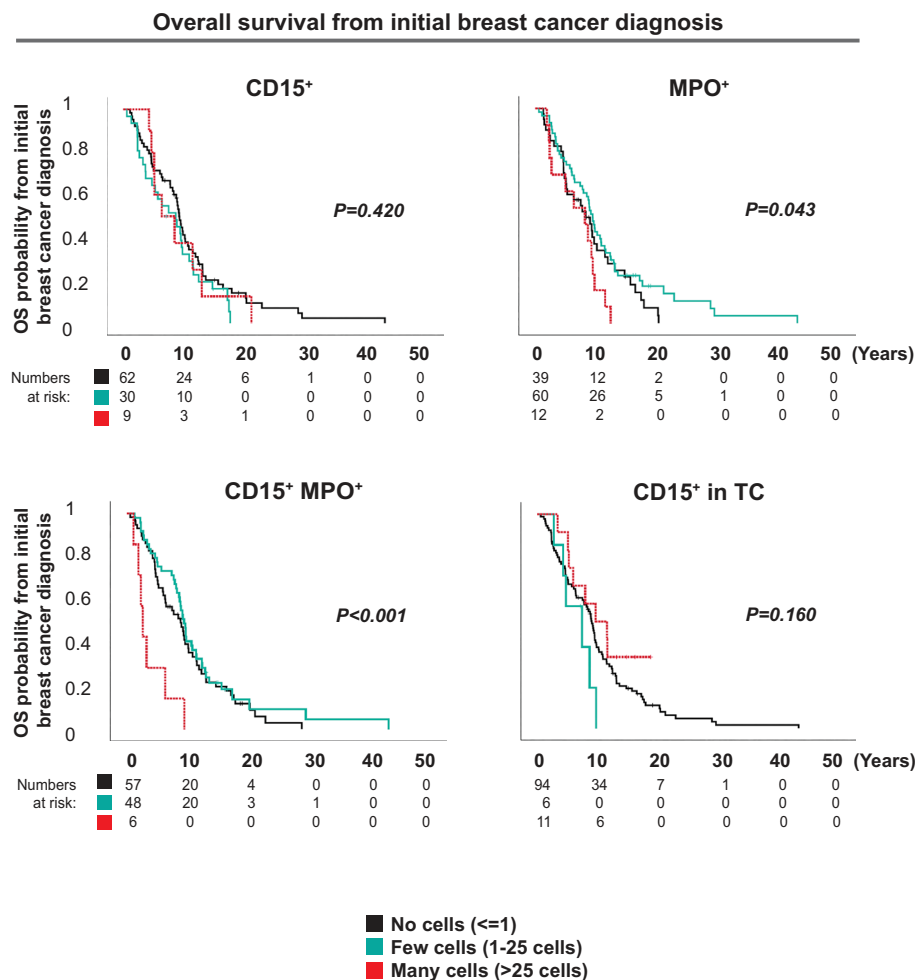 Overall survival from initial breast cancer diagnosis
CD15+
MPO+
OS probability from initial
breast cancer diagnosis
1
0.8
0.6
0.4
0.2
0
P=0.420
P=0.043
0 10 20 30 40 50
0 10 20 30 40 50 (Years)
Numbers
at risk:
62 24 6 1 0 0
30 10 0 0 0 0
9 3 1 0 0 0
39 12 2 0 0 0
60 26 5 1 0 0
12 2 0 0 0 0
CD15+ MPO+
CD15+ in TC
OS probability from initial
breast cancer diagnosis
1
0.8
0.6
0.4
0.2
0
P<0.001
P=0.160
0 10 20 30 40 50
0 10 20 30 40 50 (Years)
Numbers
at risk:
57 20 4 0 0 0
48 20 3 1 0 0
6 0 0 0 0 0
94 34 7 1 0 0
6 0 0 0 0 0
11 6 0 0 0 0
No cells (<=1)
Few cells (1-25 cells)
Many cells (>25 cells)